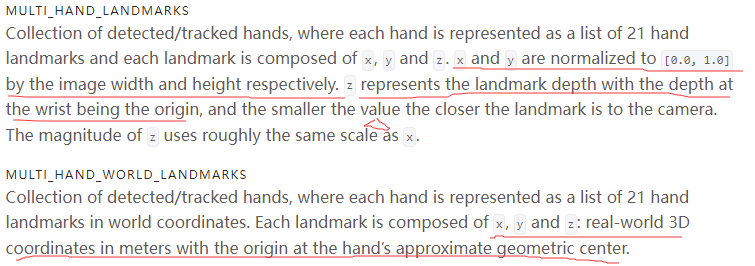 MULTI_HAND_LANDMARKS
Collection of detected/tracked hands, where each hand is represented as a list of 21 hand
landmarks and each landmark is composed of x, y and z. x and y are normalized to [0.0, 1.0]
by the image width and height respectively. z represents the landmark depth with the depth at
the wrist being the origin, and the smaller the value the closer the landmark is to the camera.
The magnitude of z uses roughly the same scale as x.
MULTI_HAND_WORLD_LANDMARKS
Collection of detected/tracked hands, where each hand is represented as a list of 21 hand
landmarks in world coordinates. Each landmark is composed of x, y and z: real-world 3D
coordinates in meters with the origin at the hand’s approximate geometric center.